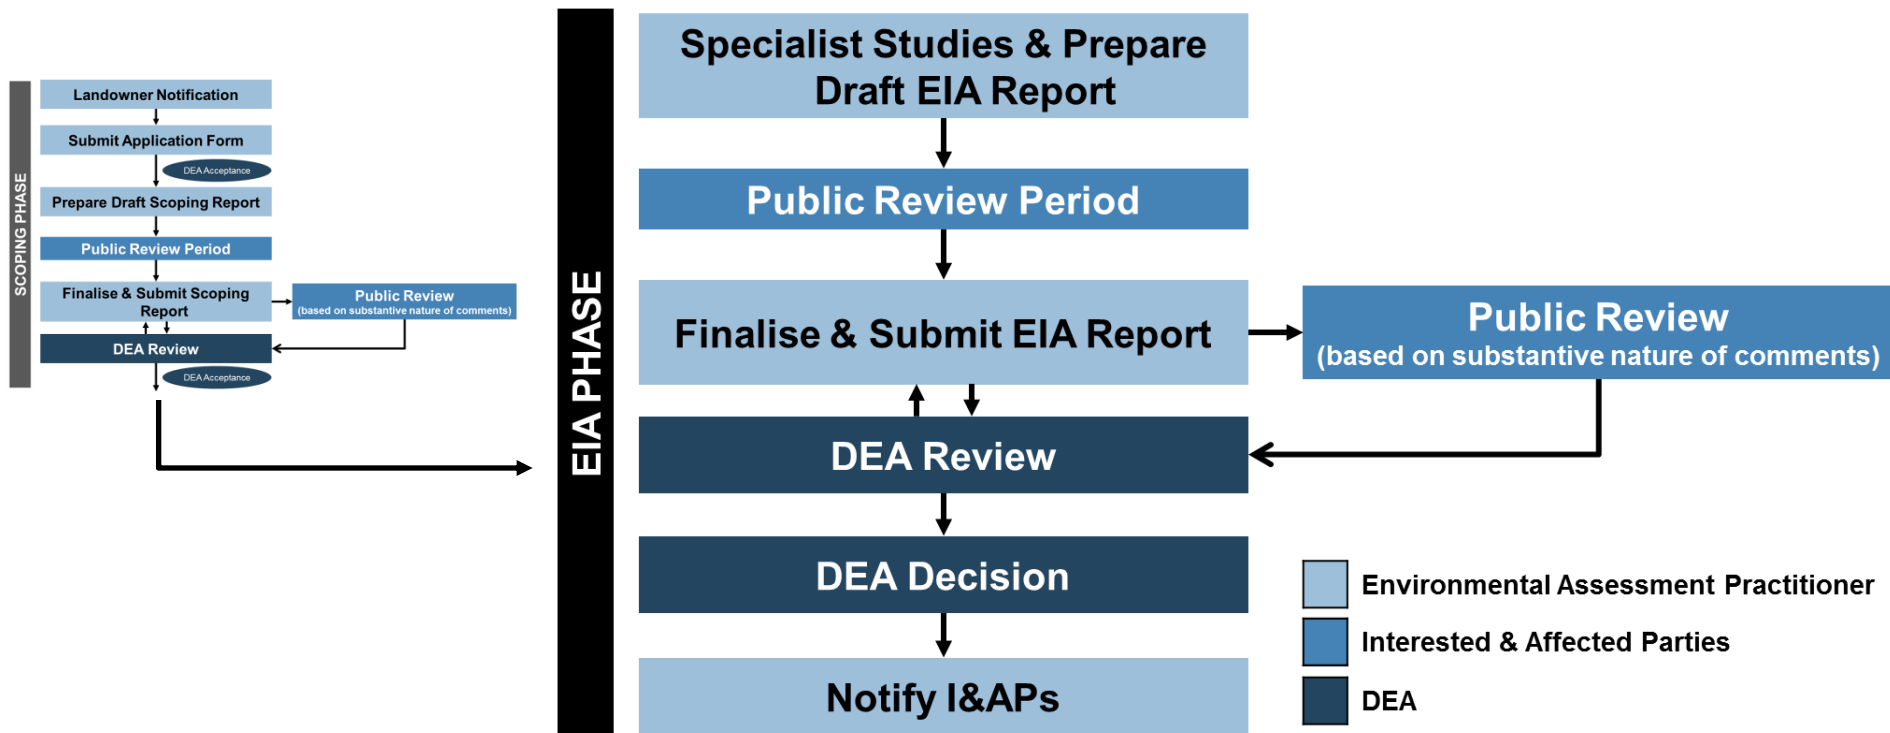 SCOPING PHASE
Landowner Notification
Submit Application Form
DEA Acceptance
Prepare Draft Scoping Report
Public Review Period
Finalise & Submit Scoping
Report
Public Review
(based on substantive nature of comments)
DEA Review
DEA Acceptance
EIA PHASE
Specialist Studies & Prepare
Draft EIA Report
Public Review Period
Finalise & Submit EIA Report
Public Review
(based on substantive nature of comments)
DEA Review
DEA Decision
Notify I&APs
Environmental Assessment Practitioner
Interested & Affected Parties
DEA